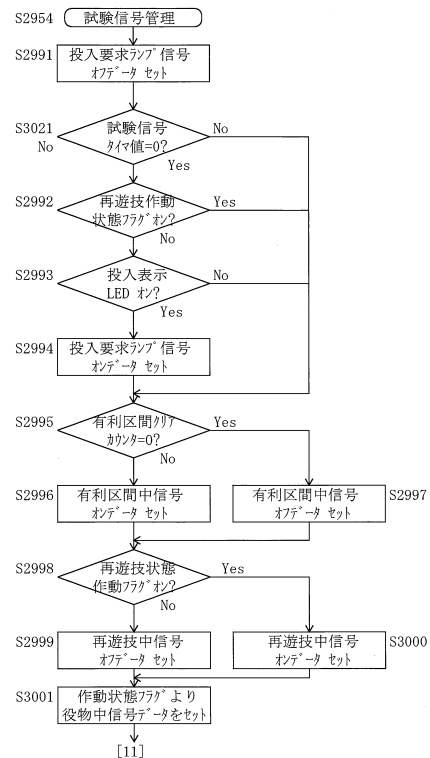 S2954 試験信号管理
S2991 投入要求ランプ信号
オフデータ セット
S3021 試験信号 No
No タイマ値=0?
Yes
S2992 再遊技作動 Yes
状態フラグオン?
No
S2993 投入表示 No
LED オン?
Yes
S2994 投入要求ランプ信号
オンデータ セット
S2995 有利区間クリア Yes
カウンタ=0?
No
S2996 有利区間中信号 有利区間中信号 S2997
オンデータ セット オフデータ セット
S2998 再遊技状態 Yes
作動フラグオン?
No
S2999 再遊技中信号 再遊技中信号 S3000
オフデータ セット オンデータ セット
S3001 作動状態フラグより
役物中信号データをセット
[11]